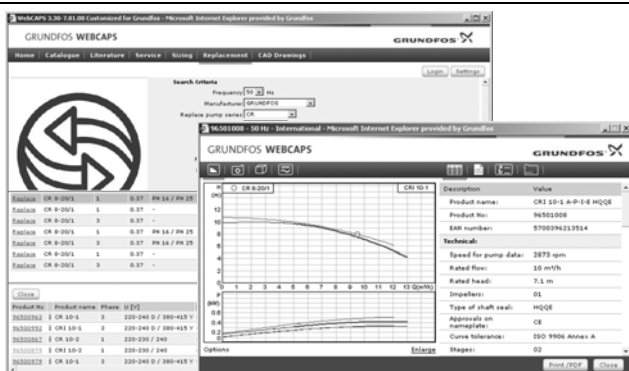 WebCAPS 3.30-7.01.08 Customized for Grundfos - Microsoft Internet Explorer provided by Grundfos
GRUNDFOS WEBCAPS
GRUNDFOS
Home Catalogue Literature Service Sizing Replacement CAD Drawings
Login Settings
Search Criteria
Frequency 50 Hz
Manufacturer GRUNDFOS
Replace pump series CR
Replace CR 8-20/1 1 0.37 PN 16 / PN 25
Replace CR 8-20/1 1 0.37 -
Replace CR 8-20/1 3 0.37 -
Replace CR 8-20/1 1 0.37 PN 16 / PN 25
Replace CR 8-20/1 3 0.37 PN 16 / PN 25
Replace CR 8-20/1 3 0.37 -
Close
Product No Product name Phase U [V]
96500963 CR 10-1 3 220-240 D / 380-415 Y
96500992 CRI 10-1 3 220-240 D / 380-415 Y
96500867 CR 10-2 1 220-230 / 240
CRI 10-2 1 220-230 / 240
96500979 CR 10-1 3 220-240 D / 380-415 Y
96501008 - 50 Hz - International - Microsoft Internet Explorer provided by Grundfos
GRUNDFOS WEBCAPS
GRUNDFOS
H
(m)
CR 8-20/1
CRI 10-1
12
10
8
6
4
2
0
0 1 2 3 4 5 6 7 8 9 10 11 12 13 Q(m³/h)
P
(kW)
0.4
0.2
0
Options
Enlarge
Description Value
Product name: CRI 10-1 A-P-I-E HQQE
Product No: 96501008
EAN number: 5700396213514
Technical:
Speed for pump data: 2873 rpm
Rated flow: 10 m³/h
Rated head: 7.1 m
Impellers: 01
Type of shaft seal: HQQE
Approvals on nameplate: CE
Curve tolerance: ISO 9906 Annex A
Stages: 02
Print /PDF Close